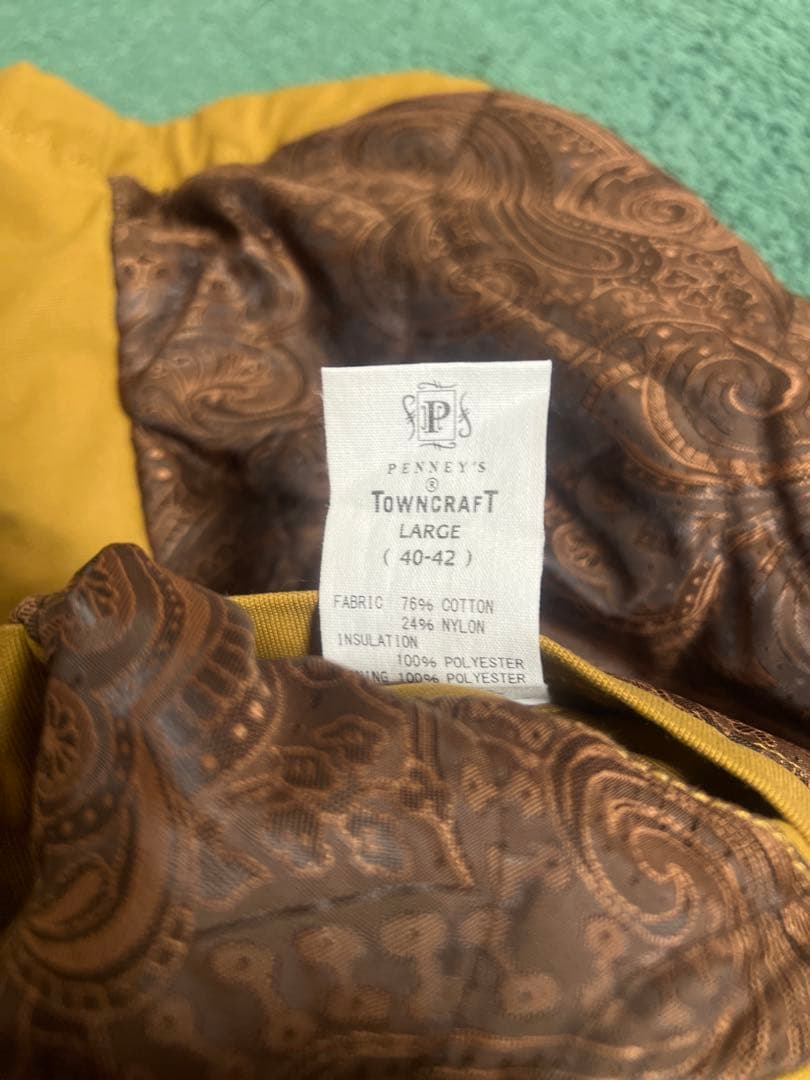 P
PENNEY'S
®
TOWNCRAFT
LARGE
( 40-42 )
FABRIC 76% COTTON
24% NYLON
INSULATION
100% POLYESTER
100% POLYESTER